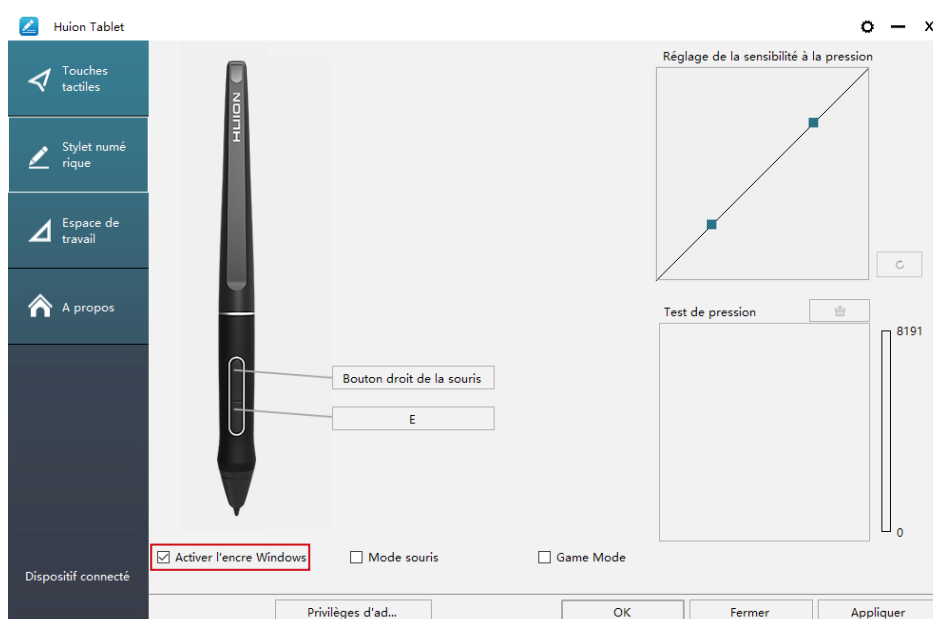 Huion Tablet
X
Touches
tactiles
Stylet numé
rique
Espace de
travail
A propos
Dispositif connecté
HUION
Bouton droit de la souris
E
Réglage de la sensibilité à la pression
Test de pression
8191
0
Activer l'encre Windows
Mode souris
Game Mode
Privilèges d'ad...
OK
Fermer
Appliquer